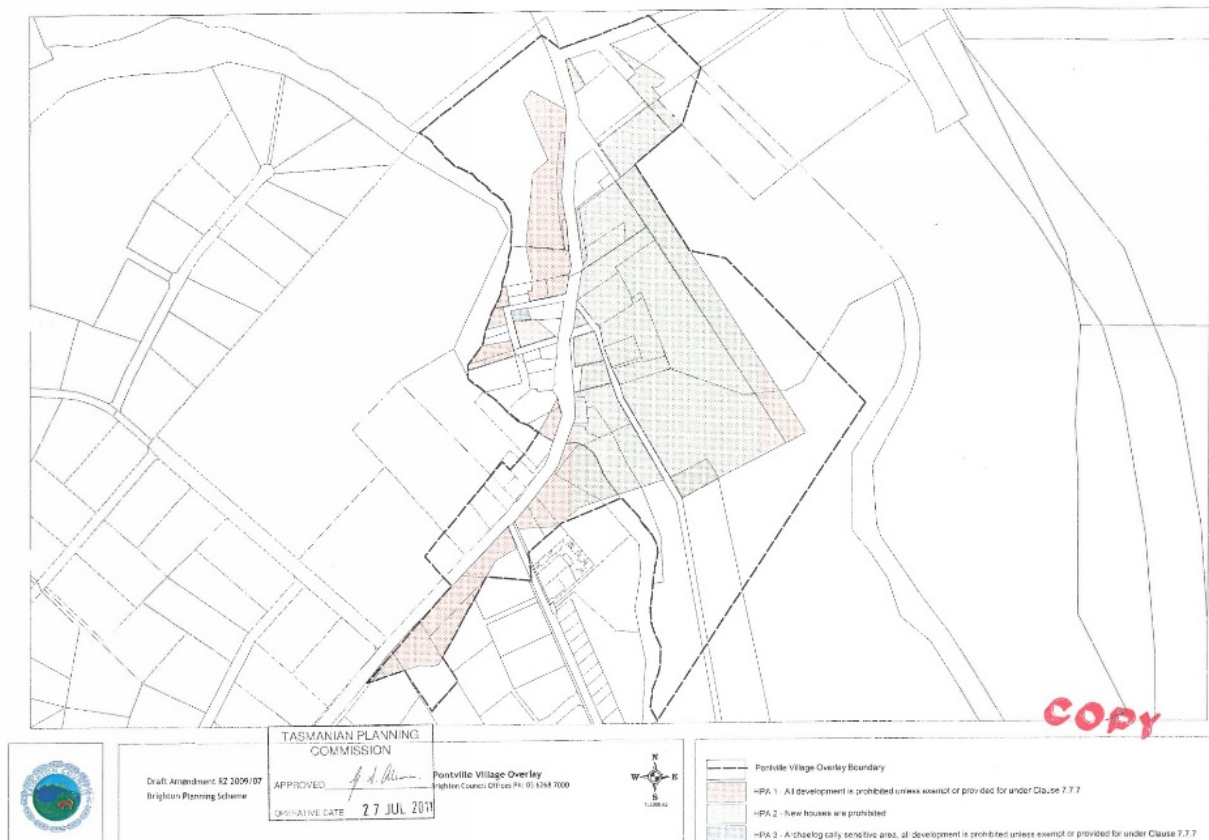 COPY
BRIGHTON COUNCIL
Draft Amendment RZ 2009/07
Brighton Planning Scheme
TASMANIAN PLANNING
COMMISSION
APPROVED
OPERATIVE DATE 27 JUL 2011
Pontville Village Overlay
Brighton Council Offices PH: 03 6268 7000
N
W E
S
Pontville Village Overlay Boundary
HPA 1 - All development is prohibited unless exempt or provided for under Clause 7.7.7
HPA 2 - New houses are prohibited
HPA 3 - Archaeologically sensitive area, all development is prohibited unless exempt or provided for under Clause 7.7.7